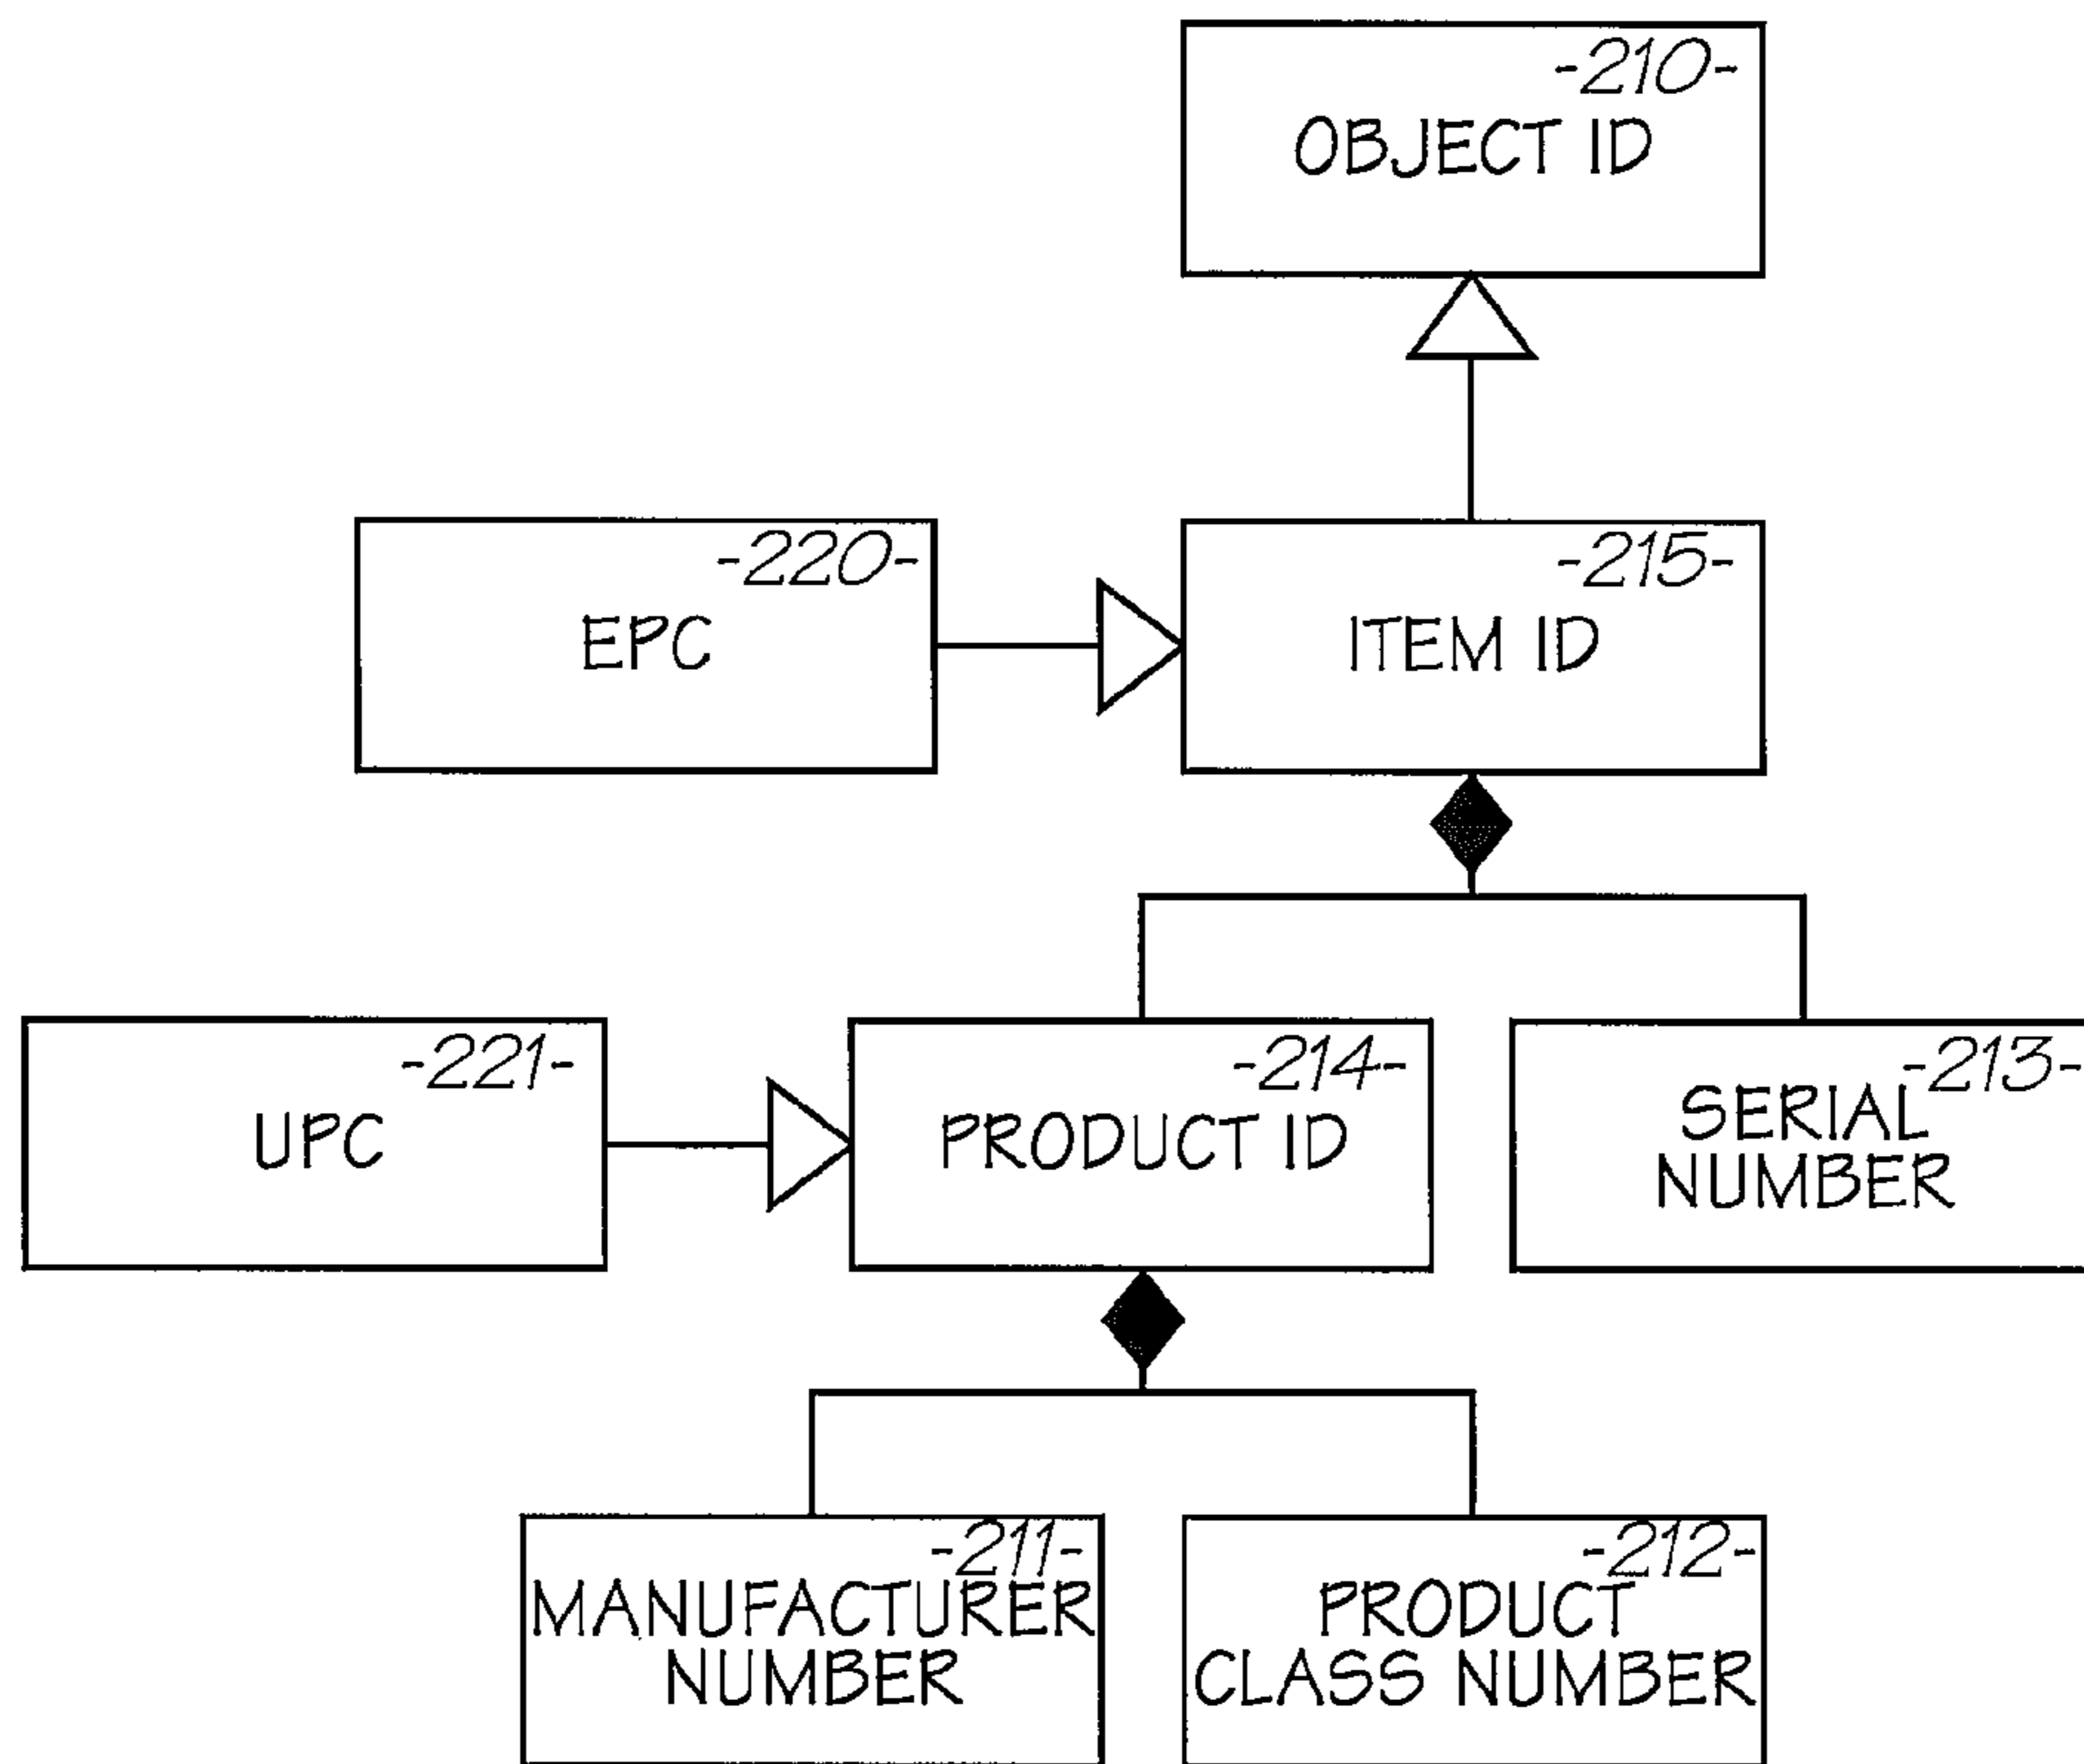 -210-
OBJECT ID
-220-
EPC
-215-
ITEM ID
-221-
UPC
-214-
PRODUCT ID
-213-
SERIAL
NUMBER
-211-
MANUFACTURER
NUMBER
-212-
PRODUCT
CLASS NUMBER